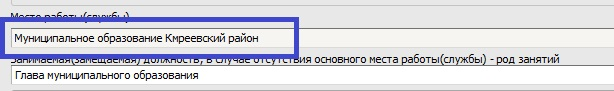 Место работы(службы)
Муниципальное образование Кмреевский район
Занимаемая(замещаемая) должность, в случае отсутствия основного места работы(службы) - род занятий
Глава муниципального образования